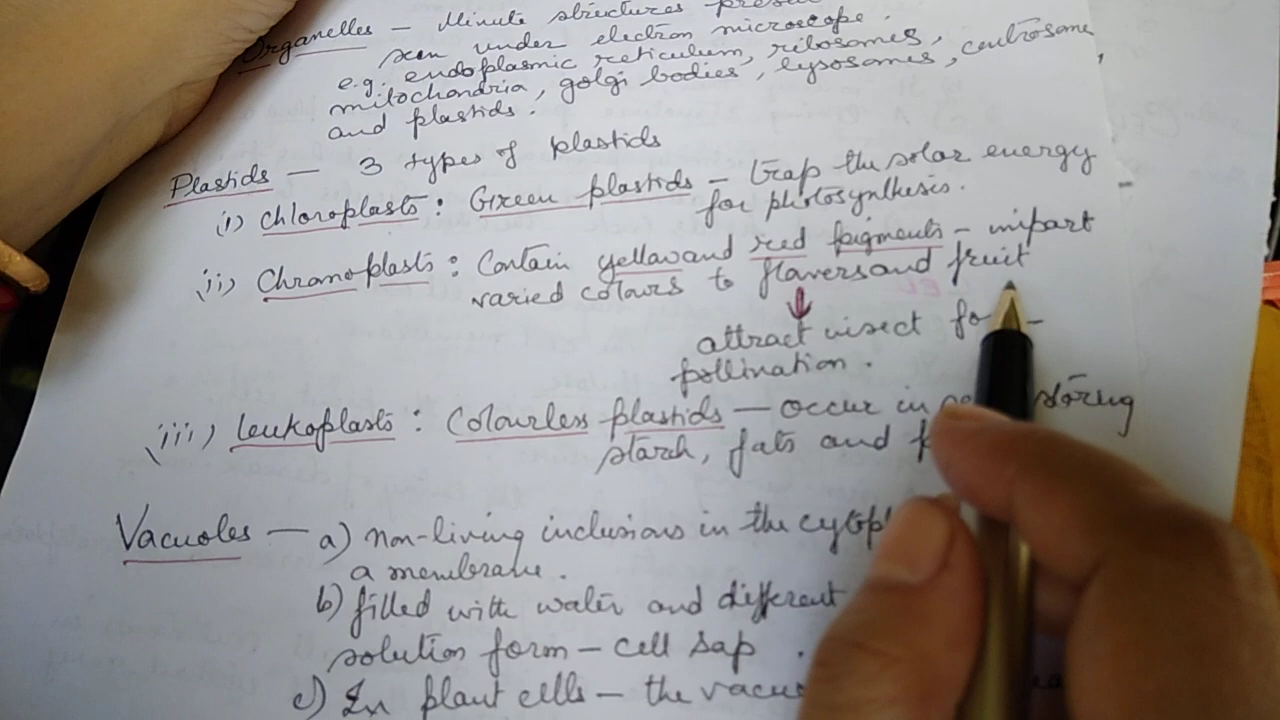 Organelles — Minute structures
seen under electron microscope.
e.g. endoplasmic reticulum, ribosomes,
mitochondria, golgi bodies, lysosomes, centrosome,
and plastids.
Plastids — 3 types of plastids
(i) Chloroplasts: Green plastids - trap the solar energy
for photosynthesis.
(ii) Chromoplasts: Contain yellow and red pigments - impart
varied colours to flowers and fruit
attract insect for
pollination.
(iii) Leukoplasts: Colourless plastids — occur in storing
starch, fats and
Vacuoles — a) non-living inclusions in the
a membrane.
b) filled with water and different
solution form - cell sap.
c) In plant cells - the